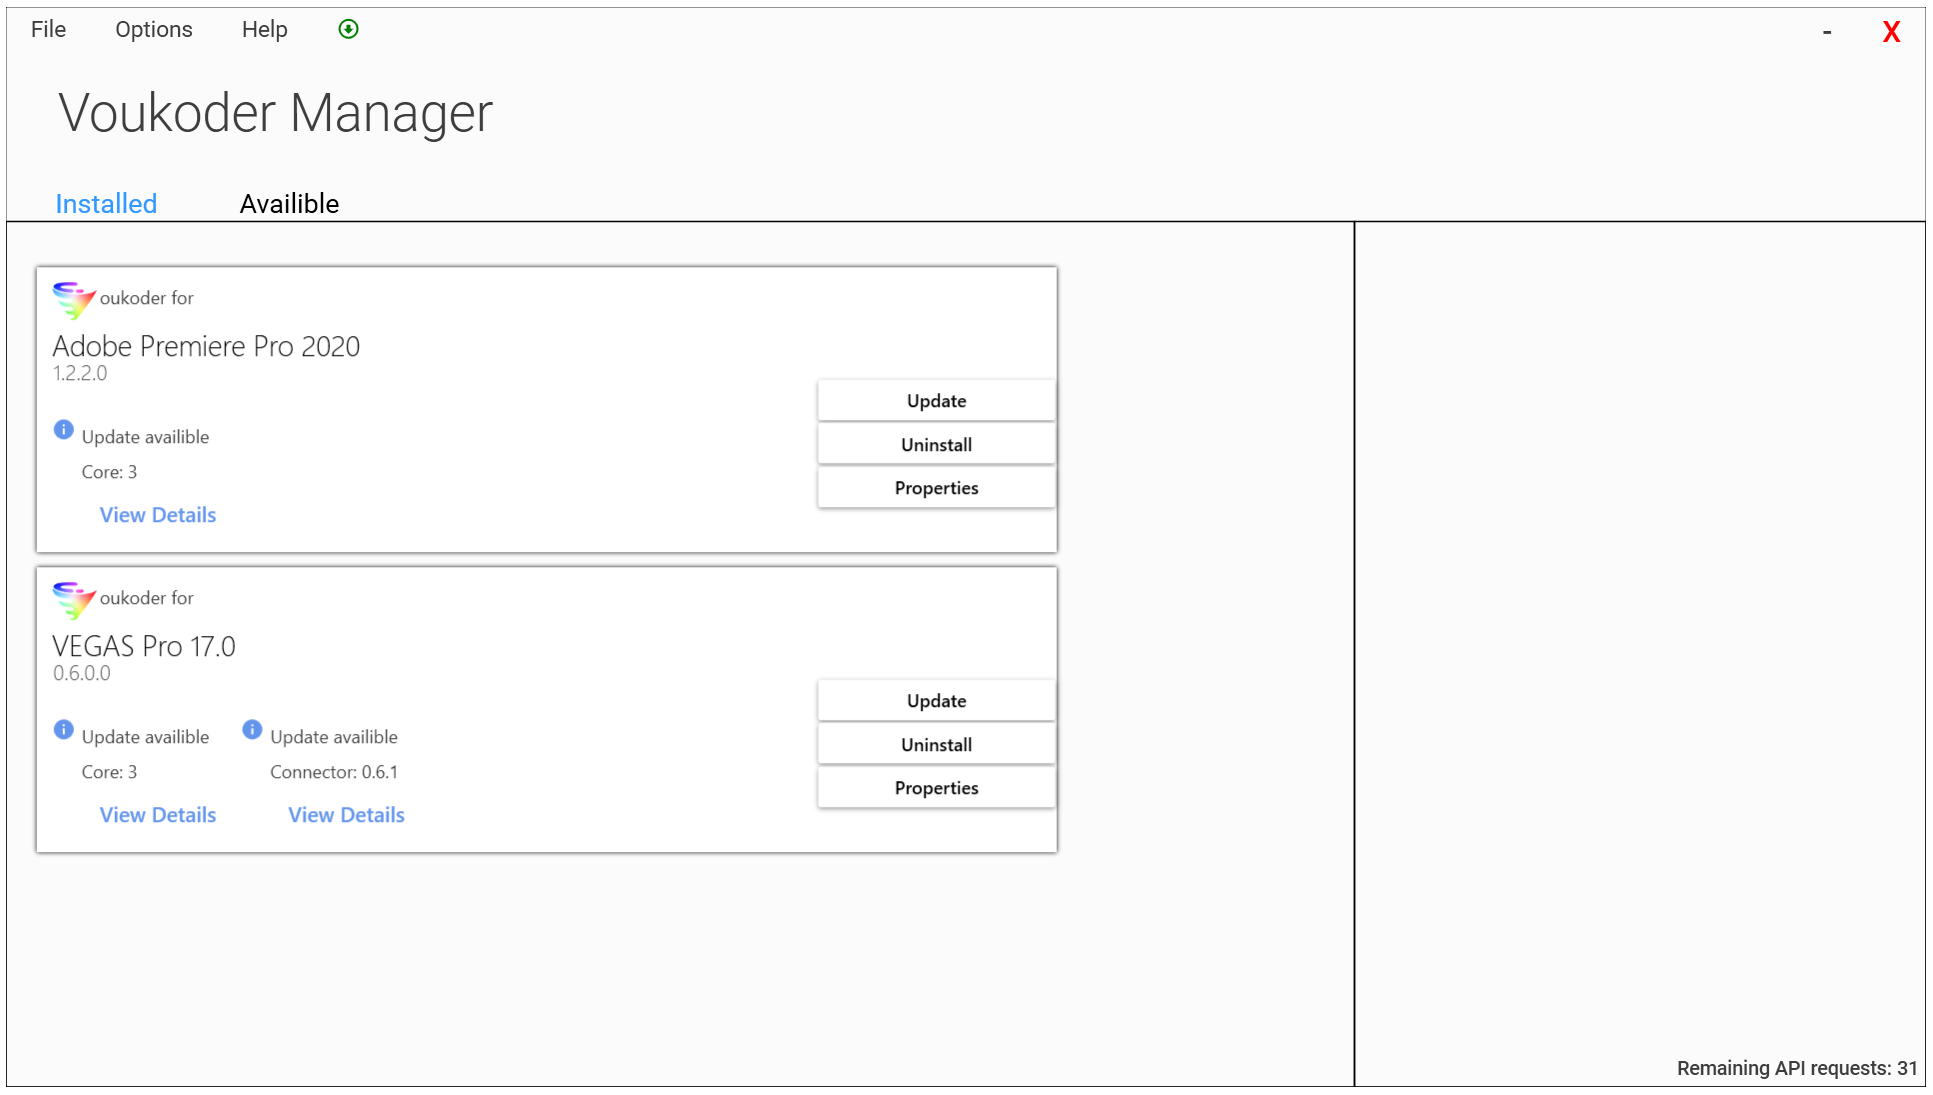 File Options Help - X
Voukoder Manager
Installed Availible
oukoder for
Adobe Premiere Pro 2020
1.2.2.0
Update availible
Core: 3
View Details
Update
Uninstall
Properties
oukoder for
VEGAS Pro 17.0
0.6.0.0
Update availible
Core: 3
View Details
Update availible
Connector: 0.6.1
View Details
Update
Uninstall
Properties
Remaining API requests: 31